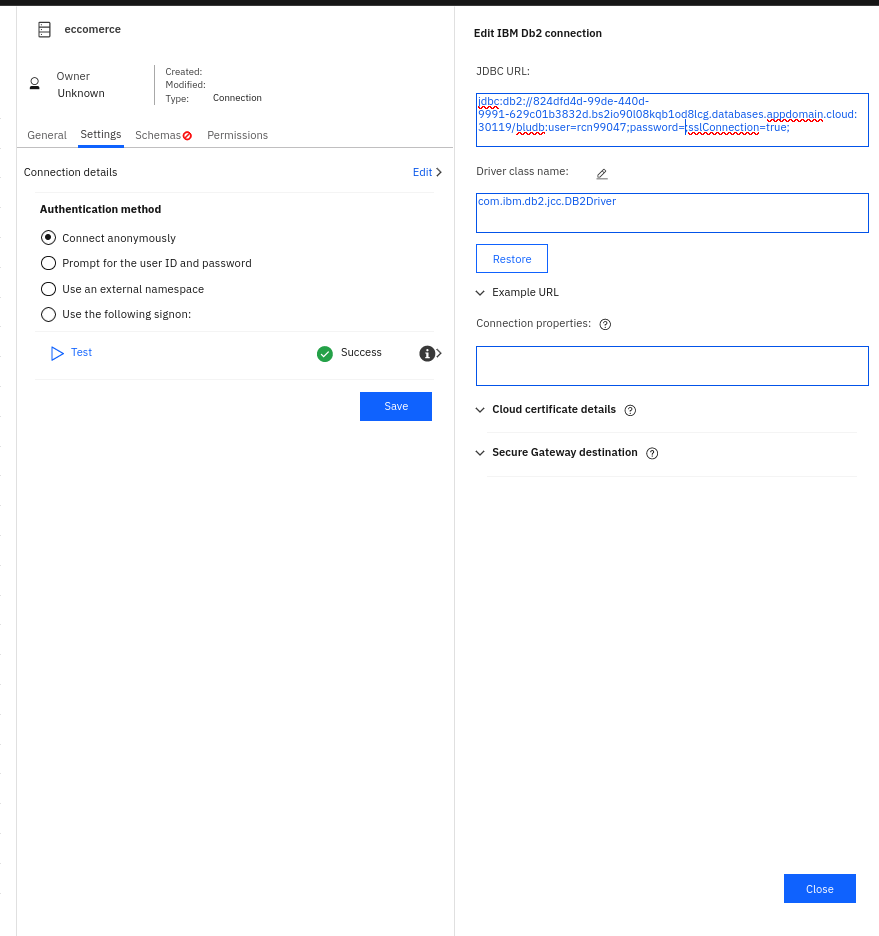 eccomerce
Owner
Unknown
Created:
Modified:
Type: Connection
General Settings Schemas Permissions
Connection details Edit
Authentication method
Connect anonymously
Prompt for the user ID and password
Use an external namespace
Use the following signon:
Test Success
Save
Edit IBM Db2 connection
JDBC URL:
jdbc:db2://824dfd4d-99de-440d-
9991-629c01b3832d.bs2io90l08kqb1od8lcg.databases.appdomain.cloud:
30119/bludb:user=rcn99047;password=;sslConnection=true;
Driver class name:
com.ibm.db2.jcc.DB2Driver
Restore
Example URL
Connection properties:
Cloud certificate details
Secure Gateway destination
Close